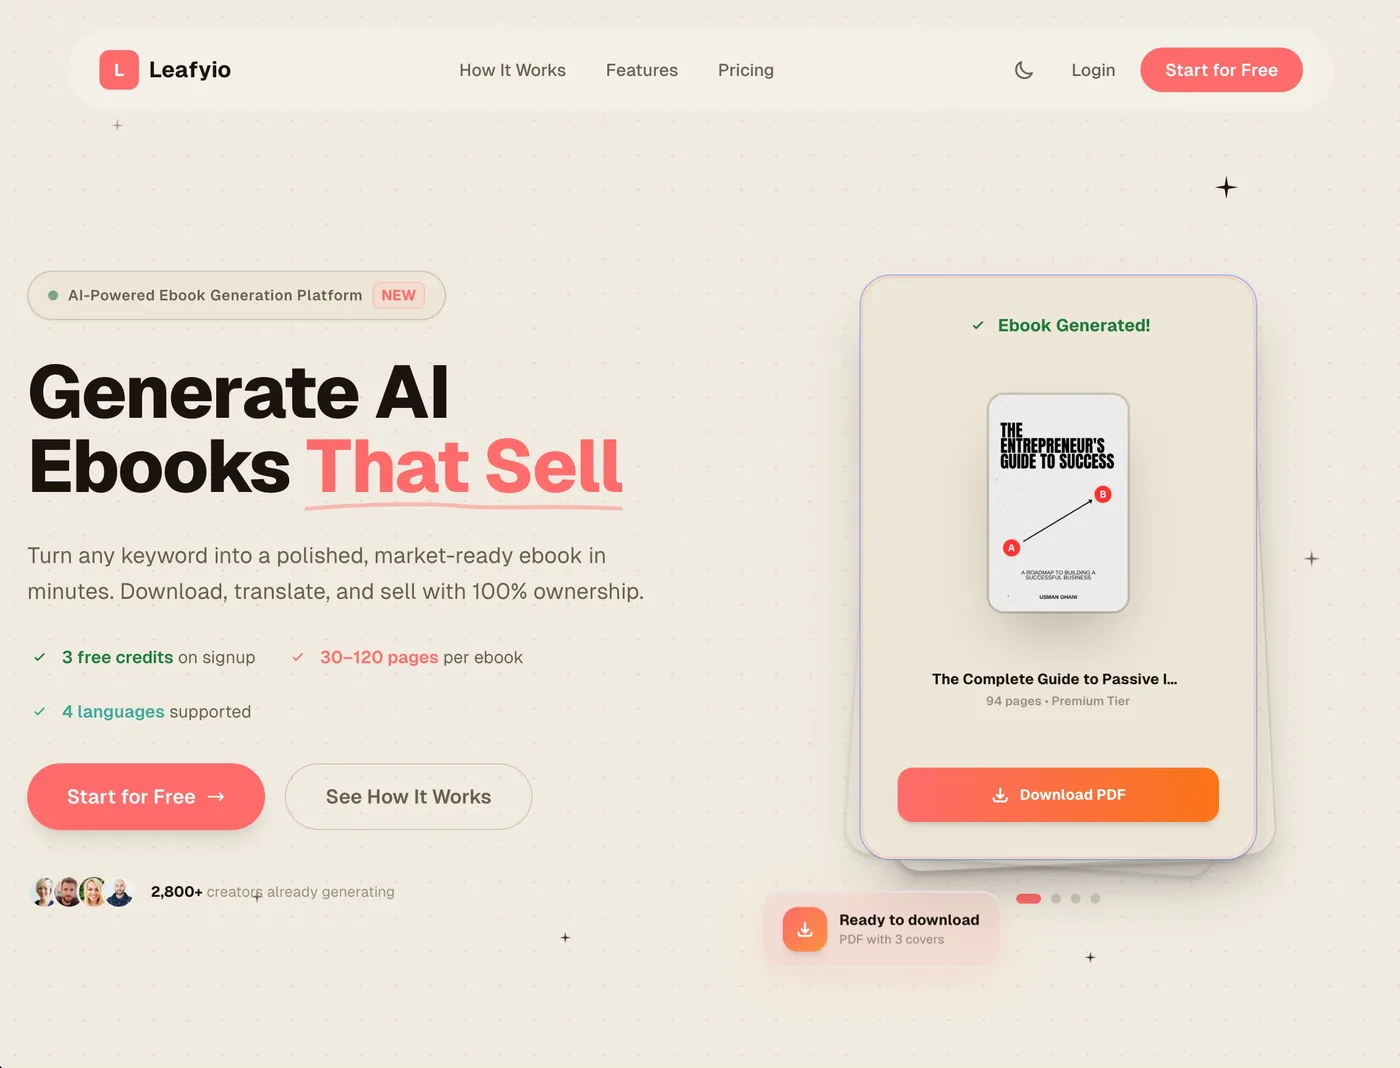 L Leafyio
How It Works
Features
Pricing
Login
Start for Free
AI-Powered Ebook Generation Platform NEW
Generate AI
Ebooks That Sell
Turn any keyword into a polished, market-ready ebook in
minutes. Download, translate, and sell with 100% ownership.
3 free credits on signup
30–120 pages per ebook
4 languages supported
Start for Free →
See How It Works
2,800+ creators already generating
Ebook Generated!
THE
ENTREPRENEUR'S
GUIDE TO SUCCESS
B
A
A ROADMAP TO BUILDING A
SUCCESSFUL BUSINESS
USMAN GHANI
The Complete Guide to Passive I...
94 pages • Premium Tier
Download PDF
Ready to download
PDF with 3 covers